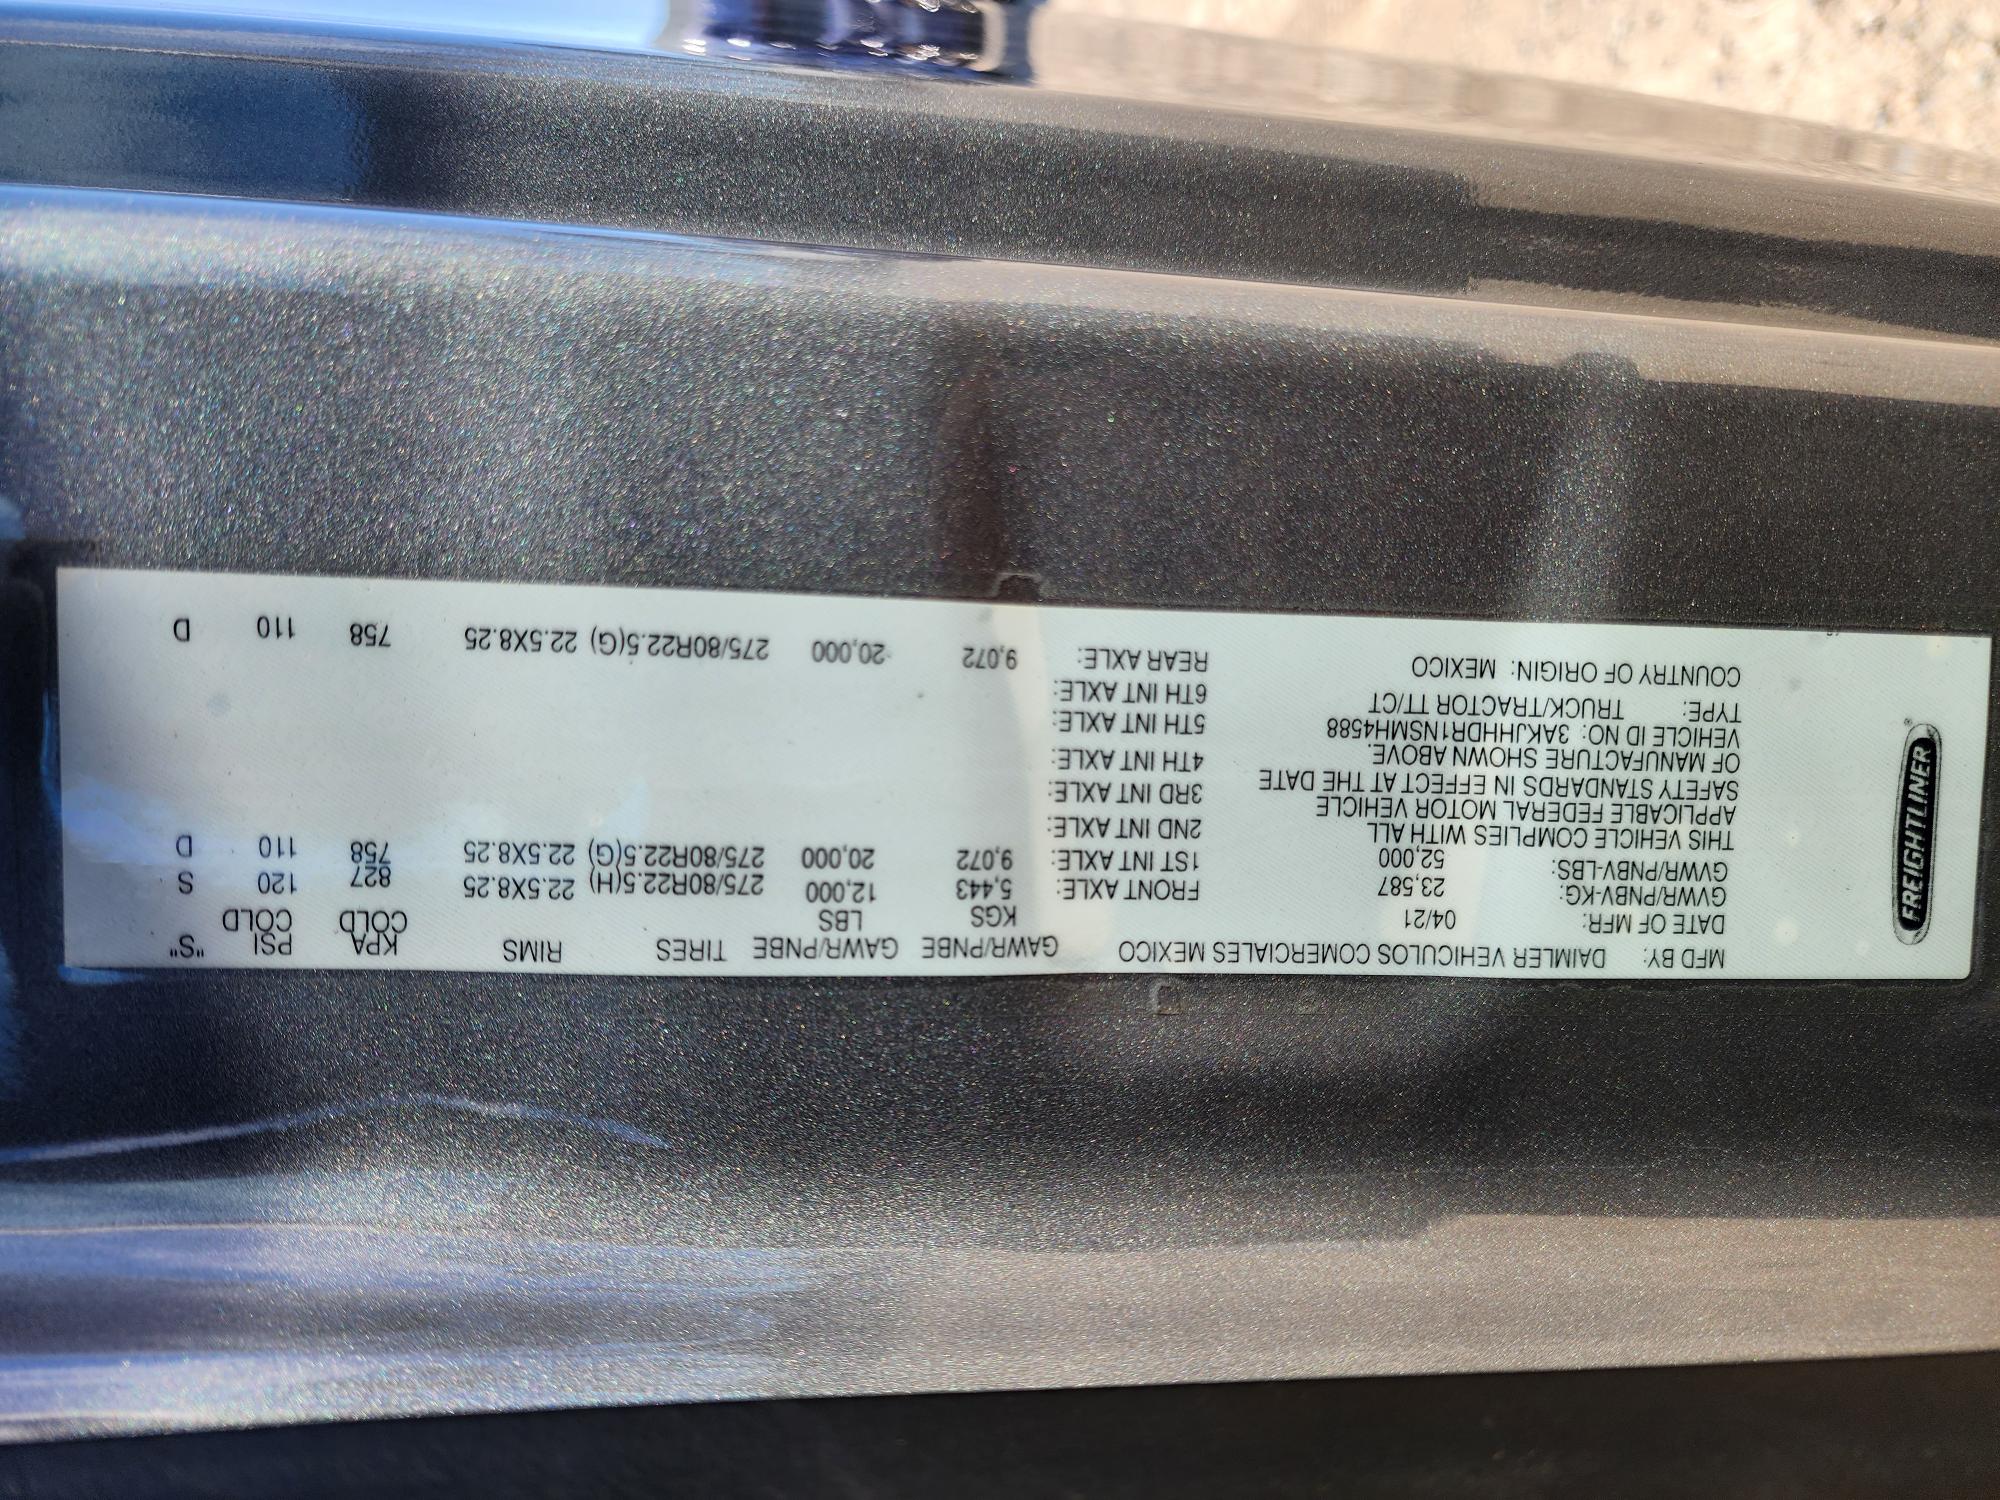 FREIGHTLINER
MFD BY: DAIMLER VEHICULOS COMERCIALES MEXICO
DATE OF MFR: 04/21
GVWR/PNBV-KG: 23,587
GVWR/PNBV-LBS: 52,000
THIS VEHICLE COMPLIES WITH ALL
APPLICABLE FEDERAL MOTOR VEHICLE
SAFETY STANDARDS IN EFFECT AT THE DATE
OF MANUFACTURE SHOWN ABOVE.
VEHICLE ID NO: 3AKJHHDR1NSMH4588
TYPE: TRUCK/TRACTOR TT/CT
COUNTRY OF ORIGIN: MEXICO
GAWR/PNBE GAWR/PNBE TIRES RIMS KPA PSI "S"
KGS LBS COLD COLD
FRONT AXLE: 5,443 12,000 275/80R22.5(H) 22.5X8.25 827 120 S
1ST INT AXLE: 9,072 20,000 275/80R22.5(G) 22.5X8.25 758 110 D
2ND INT AXLE:
3RD INT AXLE:
4TH INT AXLE:
5TH INT AXLE:
6TH INT AXLE:
REAR AXLE: 9,072 20,000 275/80R22.5(G) 22.5X8.25 758 110 D